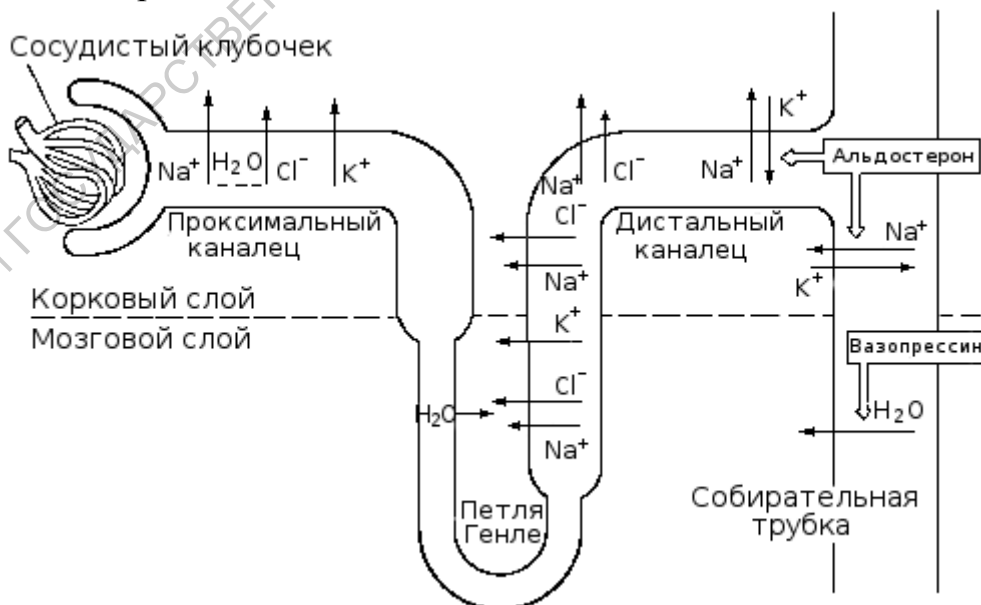 Сосудистый клубочек
Na⁺
H₂O
Cl⁻
K⁺
Проксимальный
каналец
Na⁺
Cl⁻
Na⁺
K⁺
Альдостерон
Дистальный
каналец
Cl⁻
Na⁺
Na⁺
K⁺
Корковый слой
Мозговой слой
K⁺
Cl⁻
Na⁺
H₂O
Вазопрессин
H₂O
Петля
Генле
Собирательная
трубка